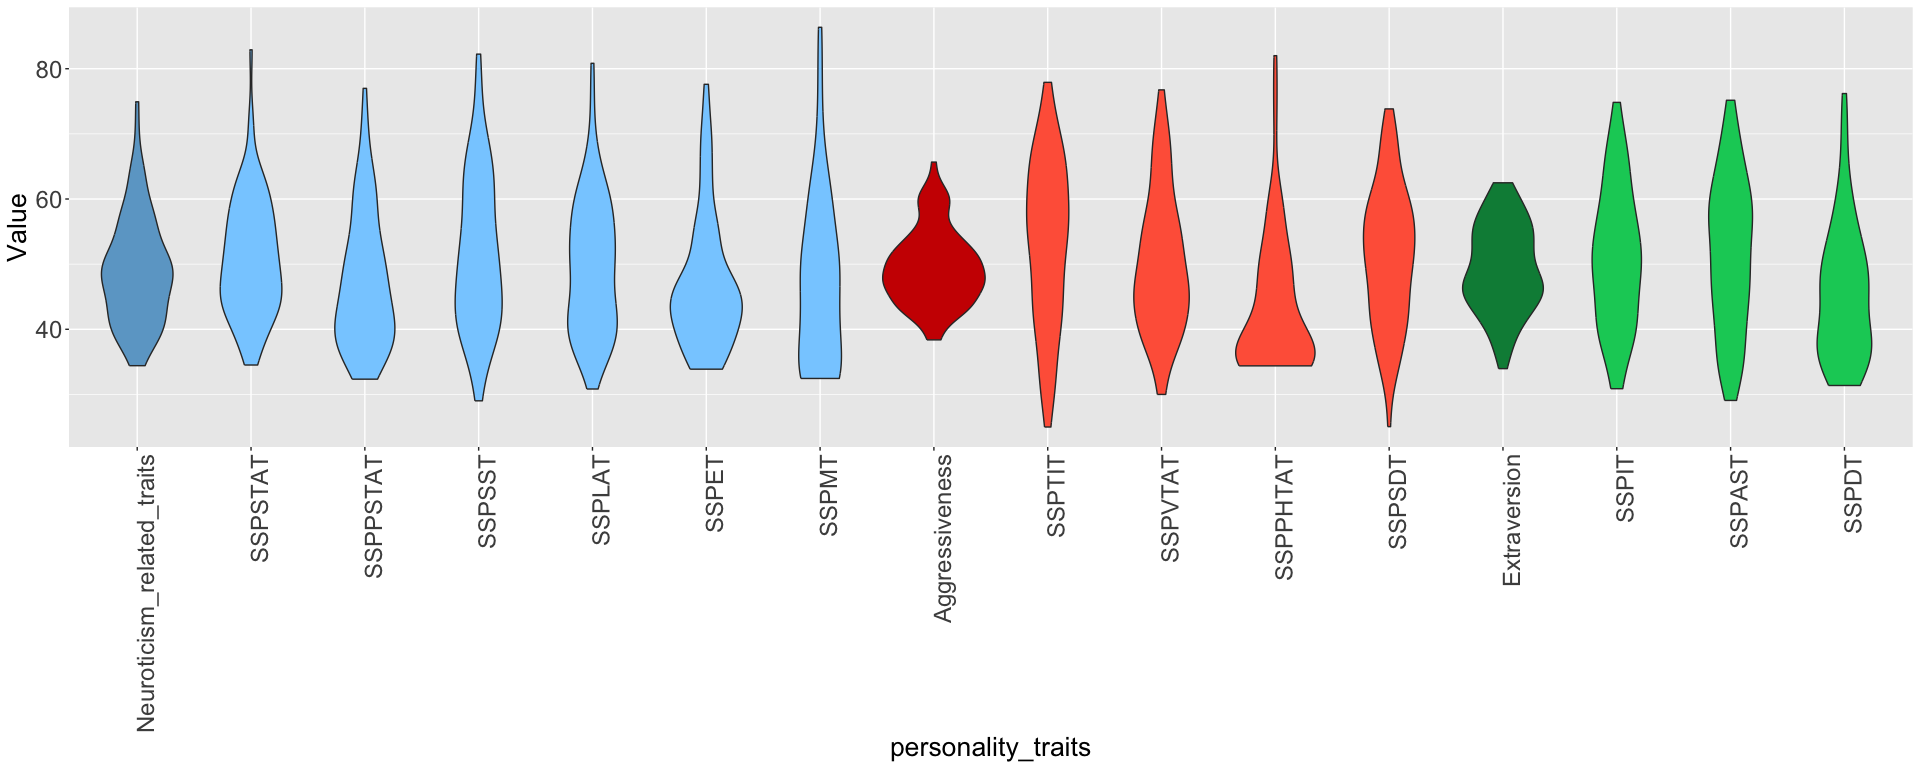 80
60
40
Value
Neuroticism_related_traits
SSPSTAT
SSPPSTAT
SSPSST
SSPLAT
SSPET
SSPMT
Aggressiveness
SSPTIT
SSPVTAT
SSPPHTAT
SSPSDT
Extraversion
SSPIT
SSPAST
SSPDT
personality_traits